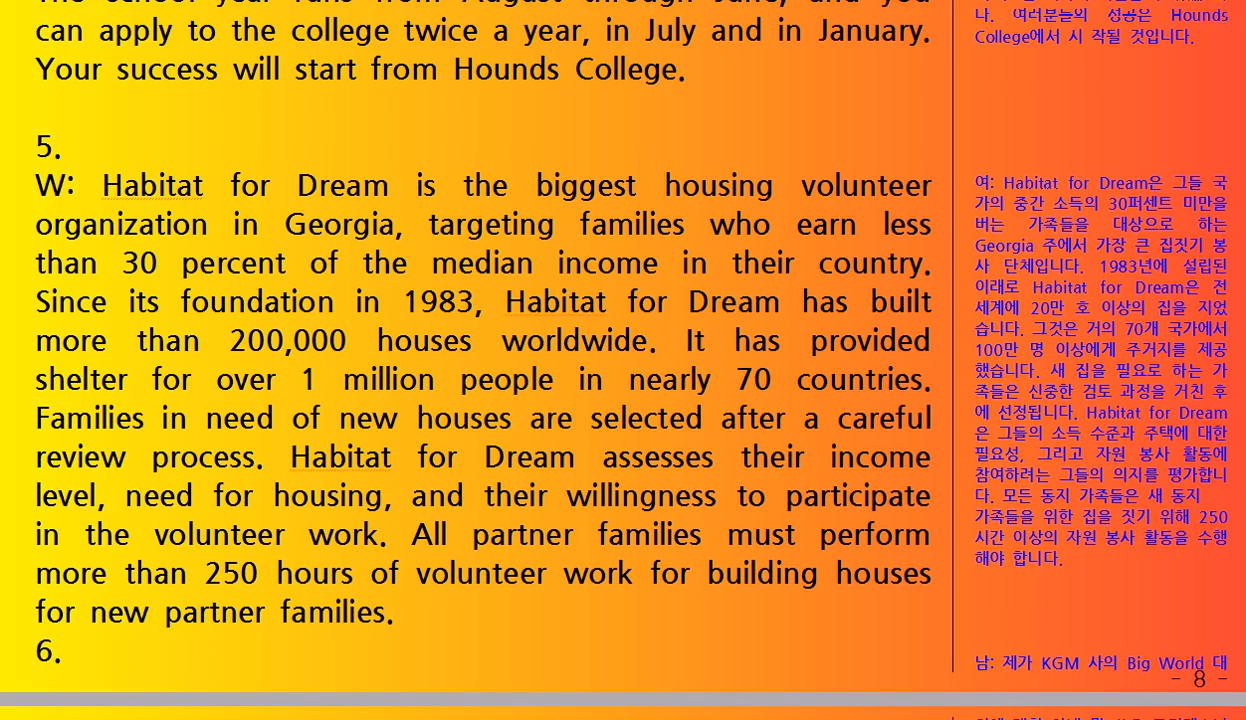 The school year runs from August through June, and you
can apply to the college twice a year, in July and in January.
Your success will start from Hounds College.
5.
W: Habitat for Dream is the biggest housing volunteer
organization in Georgia, targeting families who earn less
than 30 percent of the median income in their country.
Since its foundation in 1983, Habitat for Dream has built
more than 200,000 houses worldwide. It has provided
shelter for over 1 million people in nearly 70 countries.
Families in need of new houses are selected after a careful
review process. Habitat for Dream assesses their income
level, need for housing, and their willingness to participate
in the volunteer work. All partner families must perform
more than 250 hours of volunteer work for building houses
for new partner families.
6.
나. 여러분들의 성공은 Hounds
College에서 시 작될 것입니다.
여: Habitat for Dream은 그들 국
가의 중간 소득의 30퍼센트 미만을
버는 가족들을 대상으로 하는
Georgia 주에서 가장 큰 집짓기 봉
사 단체입니다. 1983년에 설립된
이래로 Habitat for Dream은 전
세계에 20만 호 이상의 집을 지었
습니다. 그것은 거의 70개 국가에서
100만 명 이상에게 주거지를 제공
했습니다. 새 집을 필요로 하는 가
족들은 신중한 검토 과정을 거친 후
에 선정됩니다. Habitat for Dream
은 그들의 소득 수준과 주택에 대한
필요성, 그리고 자원 봉사 활동에
참여하려는 그들의 의지를 평가합니
다. 모든 동지 가족들은 새 동지
가족들을 위한 집을 짓기 위해 250
시간 이상의 자원 봉사 활동을 수행
해야 합니다.
남: 제가 KGM 사의 Big World 대
- 8 -